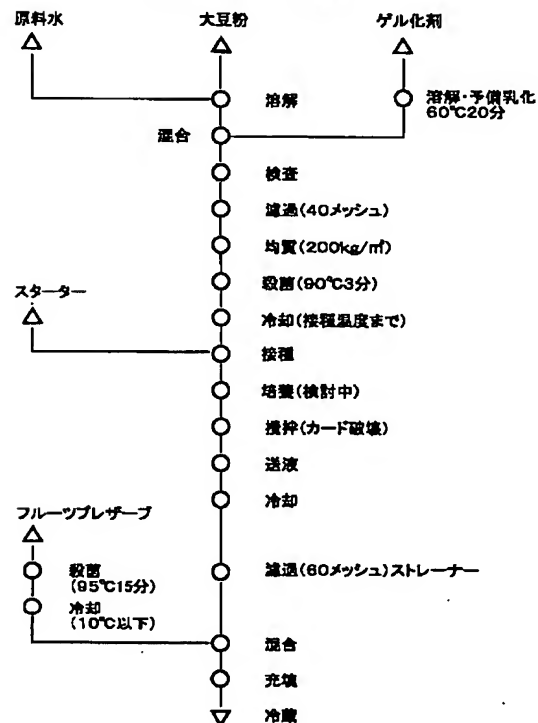 原料水
大豆粉
ゲル化剤
溶解
溶解・予備乳化
60℃20分
混合
検査
濾過(40メッシュ)
均質(200kg/㎡)
殺菌(90℃3分)
スターター
冷却(接種温度まで)
接種
培養(検討中)
攪拌(カード破壊)
送液
冷却
フルーツプレザーブ
殺菌
(95℃15分)
濾過(60メッシュ)ストレーナー
冷却
(10℃以下)
混合
充填
冷蔵